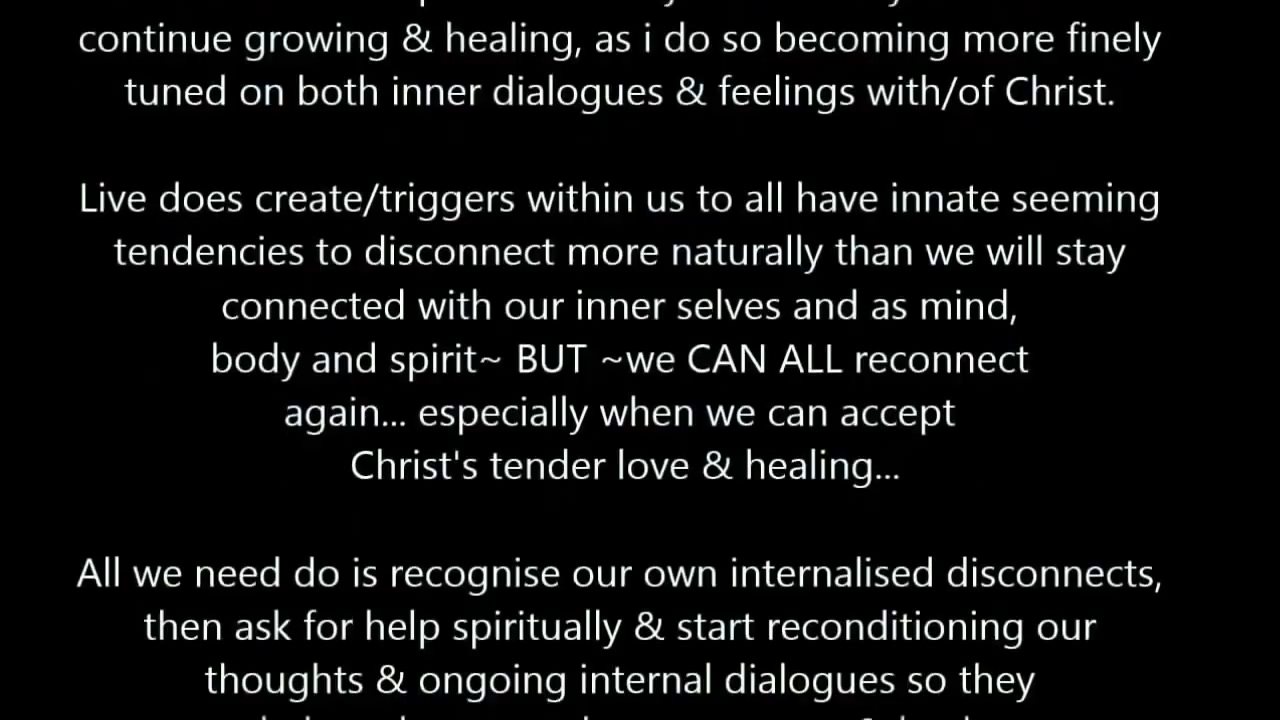 continue growing & healing, as i do so becoming more finely
tuned on both inner dialogues & feelings with/of Christ.
Live does create/triggers within us to all have innate seeming
tendencies to disconnect more naturally than we will stay
connected with our inner selves and as mind,
body and spirit~ BUT ~we CAN ALL reconnect
again... especially when we can accept
Christ's tender love & healing...
All we need do is recognise our own internalised disconnects,
then ask for help spiritually & start reconditioning our
thoughts & ongoing internal dialogues so they